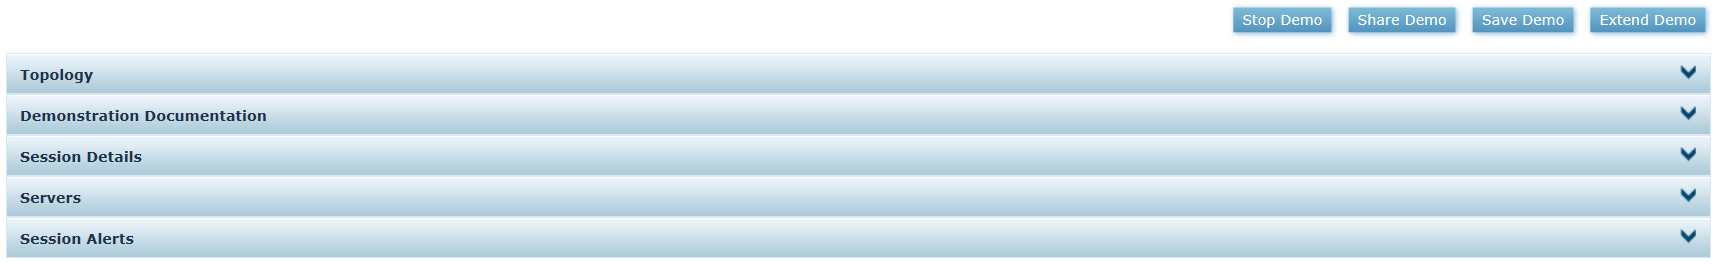 Stop Demo Share Demo Save Demo Extend Demo
Topology
Demonstration Documentation
Session Details
Servers
Session Alerts